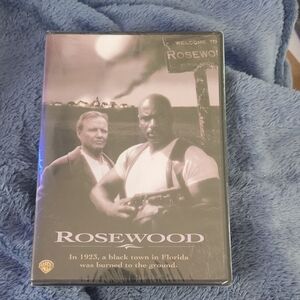 WELCOME TO
ROSEWO
ROSEWOOD
In 1923, a black town in Florida
was burned to the ground.